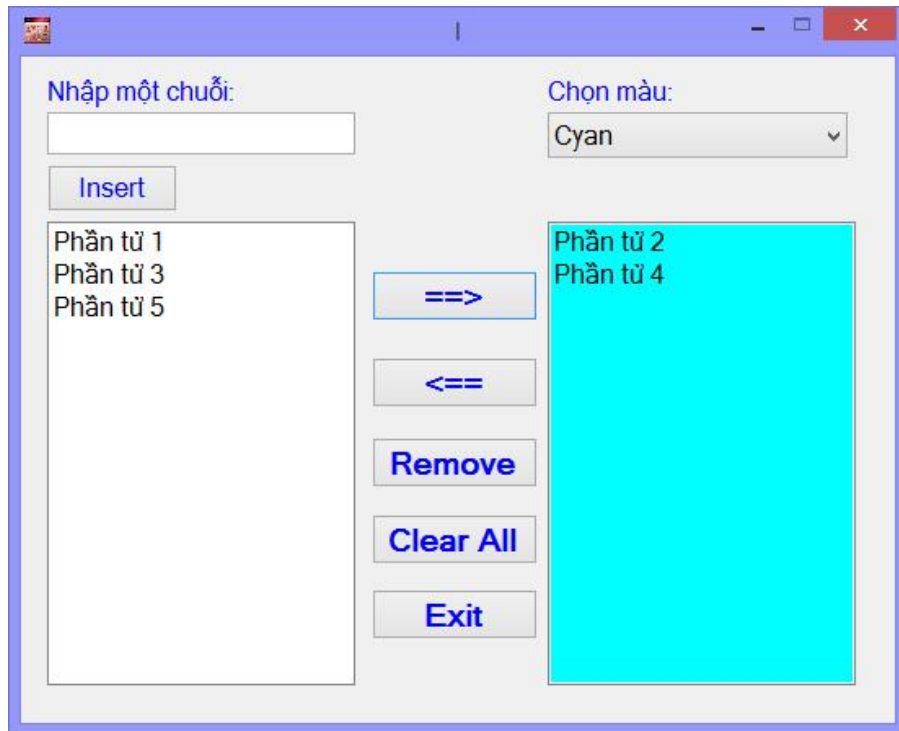 Nhập một chuỗi:
Chọn màu:
Cyan
Insert
Phần tử 1
Phần tử 3
Phần tử 5
==>
<==
Remove
Clear All
Exit
Phần tử 2
Phần tử 4